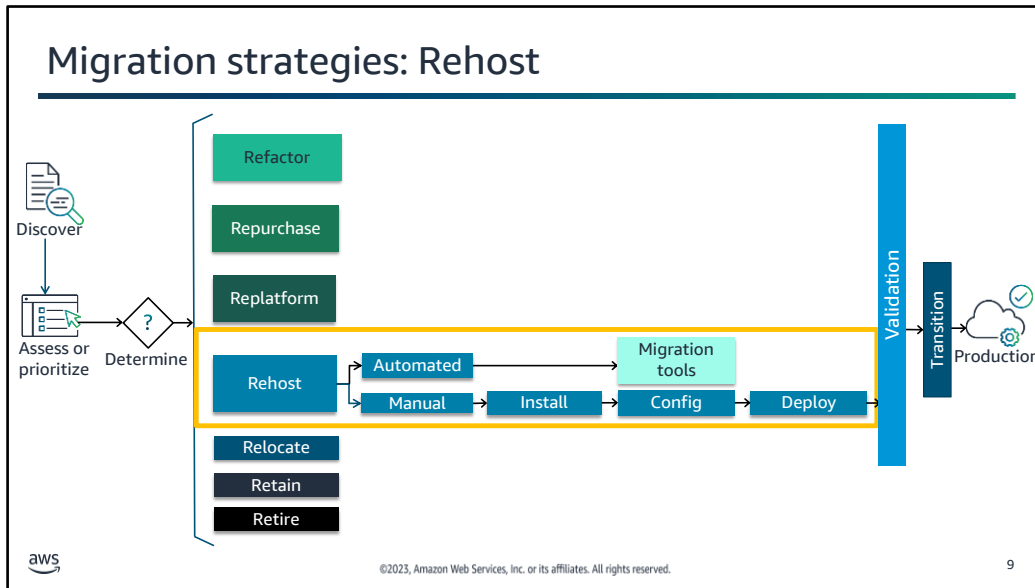 Migration strategies: Rehost
Discover
Assess or
prioritize
?
Determine
Refactor
Repurchase
Replatform
Rehost
Automated
Migration
tools
Manual
Install
Config
Deploy
Relocate
Retain
Retire
Validation
Transition
Production
aws
©2023, Amazon Web Services, Inc. or its affiliates. All rights reserved.
9